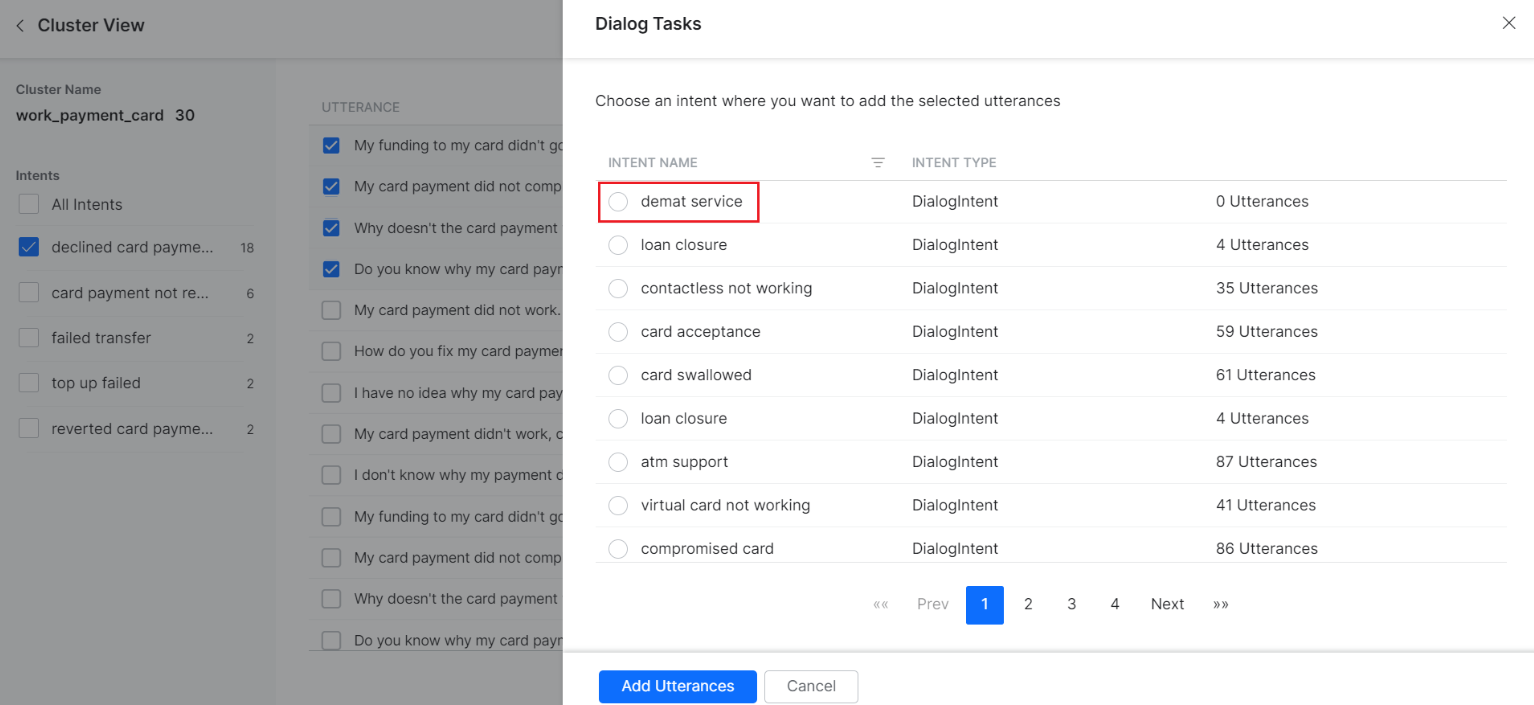 Cluster View
Cluster Name
work_payment_card 30
Intents
All Intents
declined card payme... 18
card payment not re... 6
failed transfer 2
top up failed 2
reverted card payme... 2
UTTERANCE
My funding to my card didn't
My card payment did not comp
Why doesn't the card payment
Do you know why my card
My card payment did not work.
How do you fix my card
I have no idea why my card pay
My card payment didn't work,
I don't know why my payment
My funding to my card didn't
My card payment did not comp
Why doesn't the card payment
Do you know why my card
Dialog Tasks
Choose an intent where you want to add the selected utterances
INTENT NAME INTENT TYPE
demat service DialogIntent 0 Utterances
loan closure DialogIntent 4 Utterances
contactless not working DialogIntent 35 Utterances
card acceptance DialogIntent 59 Utterances
card swallowed DialogIntent 61 Utterances
loan closure DialogIntent 4 Utterances
atm support DialogIntent 87 Utterances
virtual card not working DialogIntent 41 Utterances
compromised card DialogIntent 86 Utterances
«« Prev 1 2 3 4 Next »»
Add Utterances Cancel